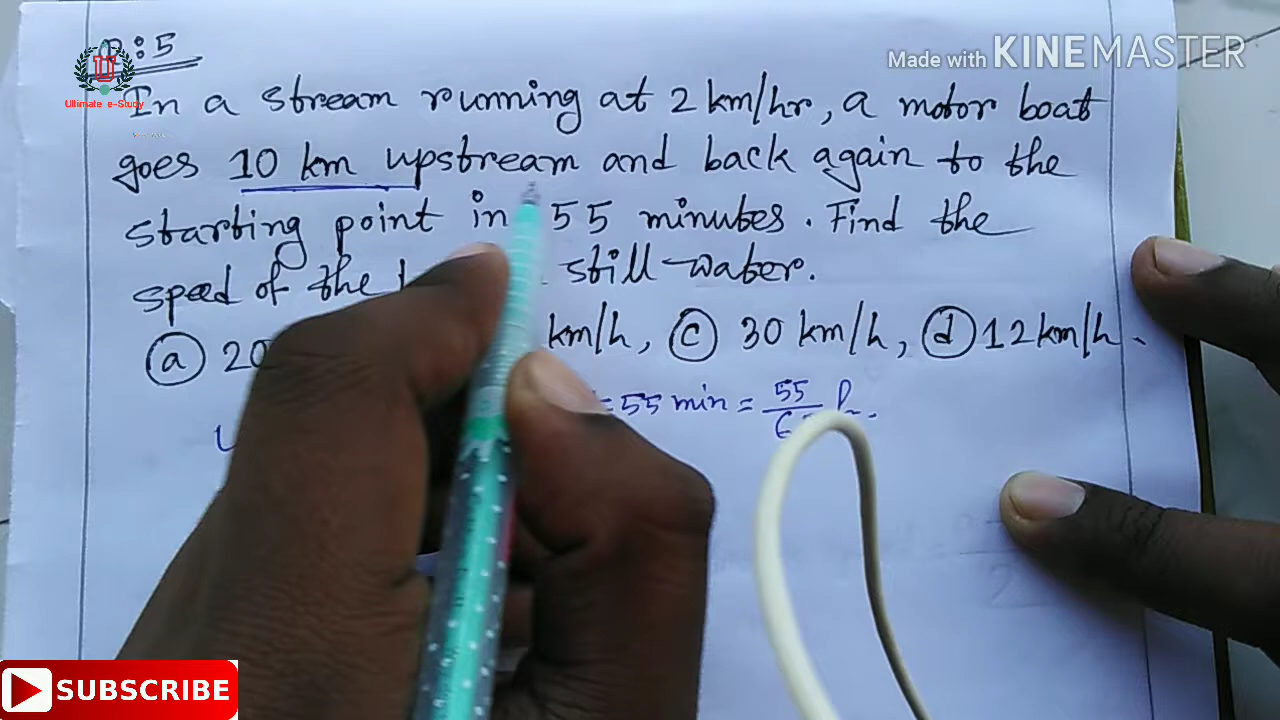 P:5
Made with KINEMASTER
Ultimate e-Study
In a stream running at 2 km/hr, a motor boat
goes 10 km upstream and back again to the
starting point in 55 minutes. Find the
speed of the still-water.
(a) 20 km/h, (c) 30 km/h, (d) 12 km/h.
= 55 min = 55/60 h.
SUBSCRIBE